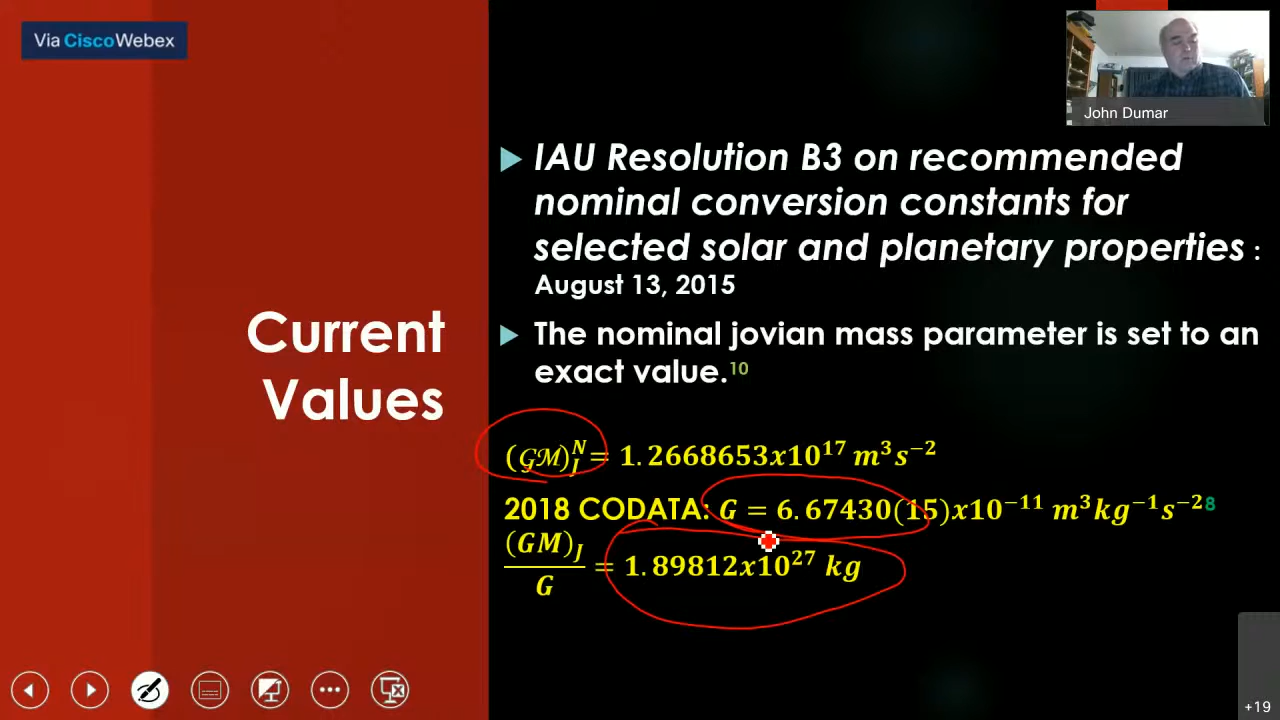 Via CiscoWebex
John Dumar
IAU Resolution B3 on recommended
nominal conversion constants for
selected solar and planetary properties :
August 13, 2015
The nominal jovian mass parameter is set to an
exact value.¹⁰
Current
Values
(𝒢ℳ)ᴺ_J = 1.2668653x10¹⁷ m³s⁻²
2018 CODATA: G = 6.67430(15)x10⁻¹¹ m³kg⁻¹s⁻²⁸
(GM)_J / G = 1.89812x10²⁷ kg
+19